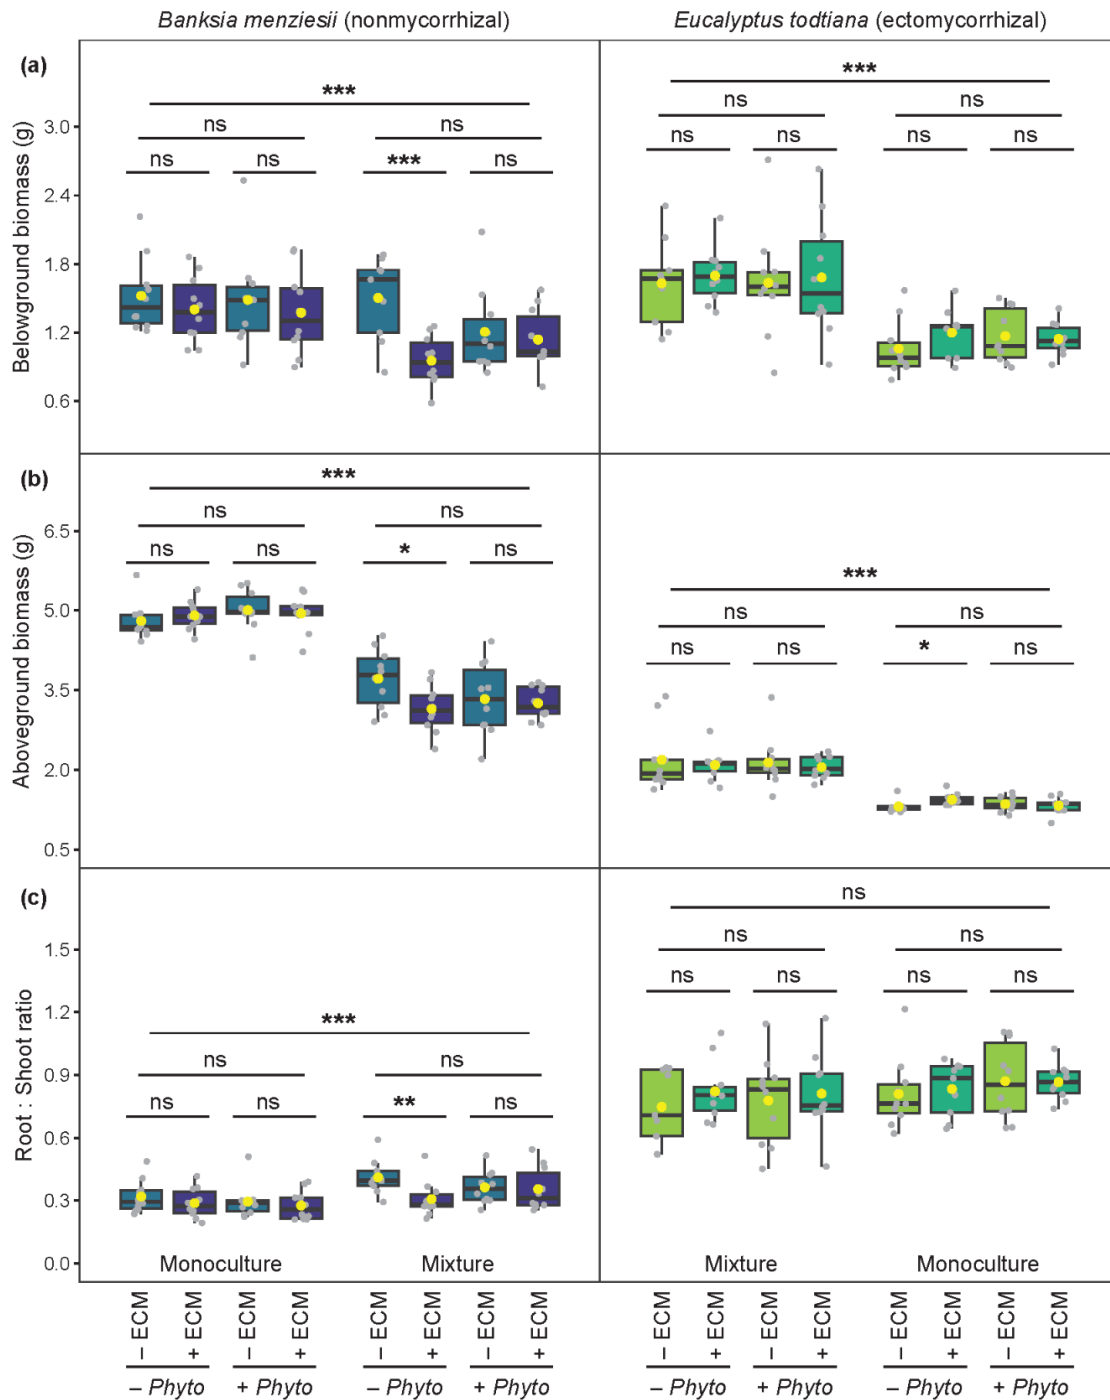 Banksia menziesii (nonmycorrhizal) Eucalyptus todtiana (ectomycorrhizal)
(a)
Belowground biomass (g)
3.0
2.4
1.8
1.2
0.6
***
ns ns
ns ns *** ns
***
ns ns
ns ns ns ns
(b)
Aboveground biomass (g)
6.5
5.0
3.5
2.0
0.5
***
ns ns
ns ns * ns
***
ns ns
ns ns * ns
(c)
Root : Shoot ratio
1.5
1.2
0.9
0.6
0.3
0.0
***
ns ns
ns ns ** ns
ns
ns ns
ns ns ns ns
Monoculture Mixture Mixture Monoculture
– ECM + ECM – ECM + ECM – ECM + ECM – ECM + ECM – ECM + ECM – ECM + ECM – ECM + ECM – ECM + ECM
– Phyto + Phyto – Phyto + Phyto – Phyto + Phyto – Phyto + Phyto